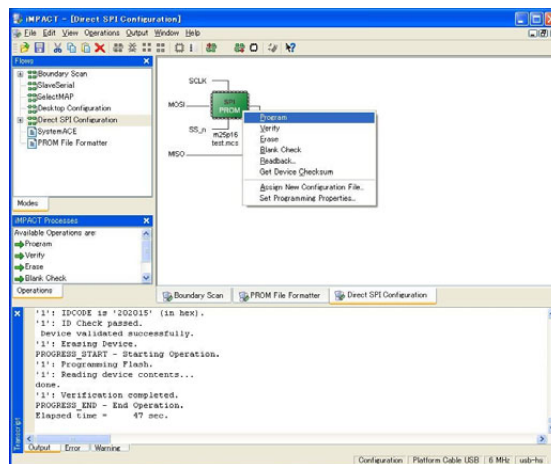 iMPACT - [Direct SPI Configuration]
File Edit View Operations Output Window Help
Flows
Boundary Scan
SlaveSerial
SelectMAP
Desktop Configuration
Direct SPI Configuration
SystemACE
PROM File Formatter
Modes
SCLK
MOSI
SPI
PROM
SS_n
m25p16
test.mcs
MISO
Program
Verify
Erase
Blank Check
Readback...
Get Device Checksum
Assign New Configuration File...
Set Programming Properties...
iMPACT Processes
Available Operations are:
Program
Verify
Erase
Blank Check
Operations
Boundary Scan PROM File Formatter Direct SPI Configuration
'1': IDCODE is '202015' (in hex).
'1': ID Check passed.
Device validated successfully.
'1': Erasing Device.
PROGRESS_START - Starting Operation.
'1': Programming Flash.
'1': Reading device contents...
done.
'1': Verification completed.
PROGRESS_END - End Operation.
Elapsed time = 47 sec.
Transcript
Output Error Warning
Configuration Platform Cable USB 6 MHz usb-hs